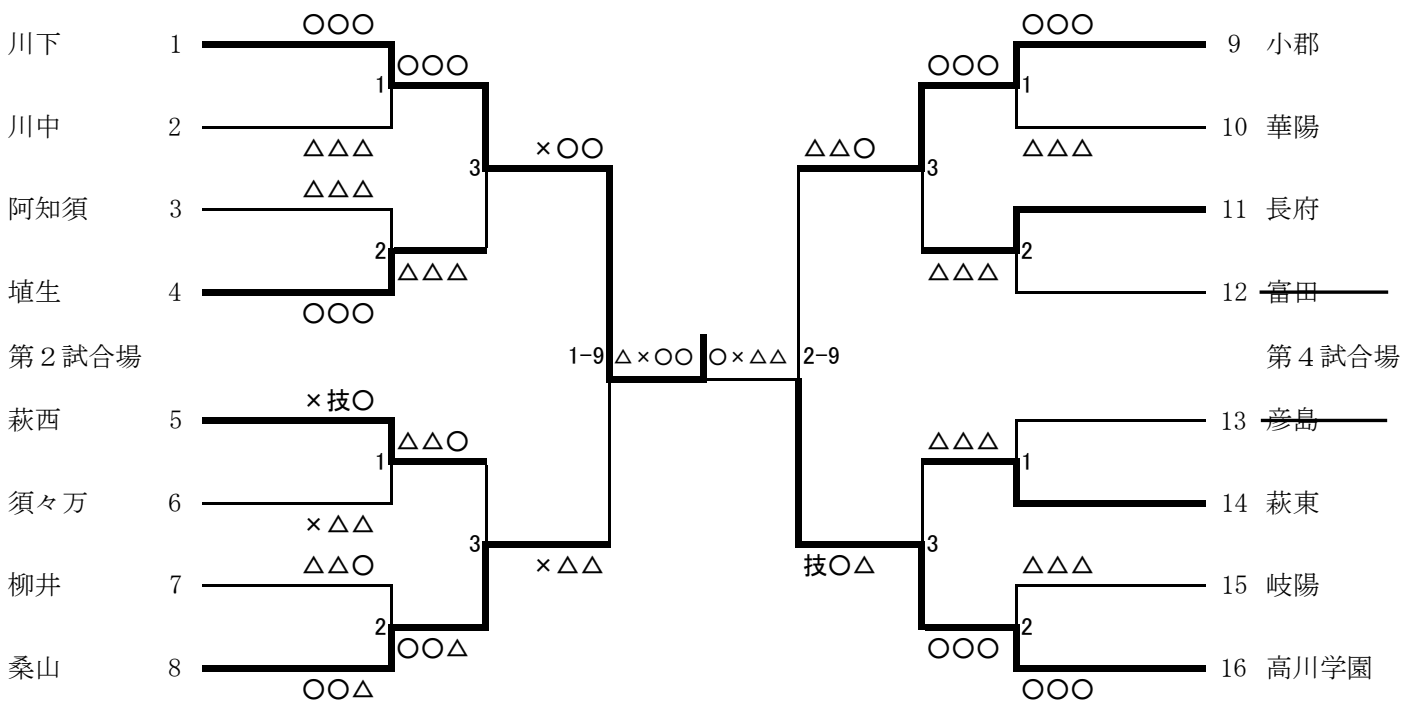 ○○○ ○○○
川下 1 9 小郡
○○○ ○○○
1 1
川中 2 10 華陽
△△△ ×○○ △△○ △△△
△△△ 3 3
阿知須 3 11 長府
2 2
△△△ △△△
埴生 4 12 富田
○○○
第２試合場 1-9 △×○○ ○×△△ 2-9 第４試合場
×技○
萩西 5 13 彦島
△△○ △△△
1 1
須々万 6 14 萩東
×△△
3 3
△△○ ×△△ 技○△ △△△
柳井 7 15 岐陽
2 2
○○△ ○○○
桑山 8 16 高川学園
○○△ ○○○